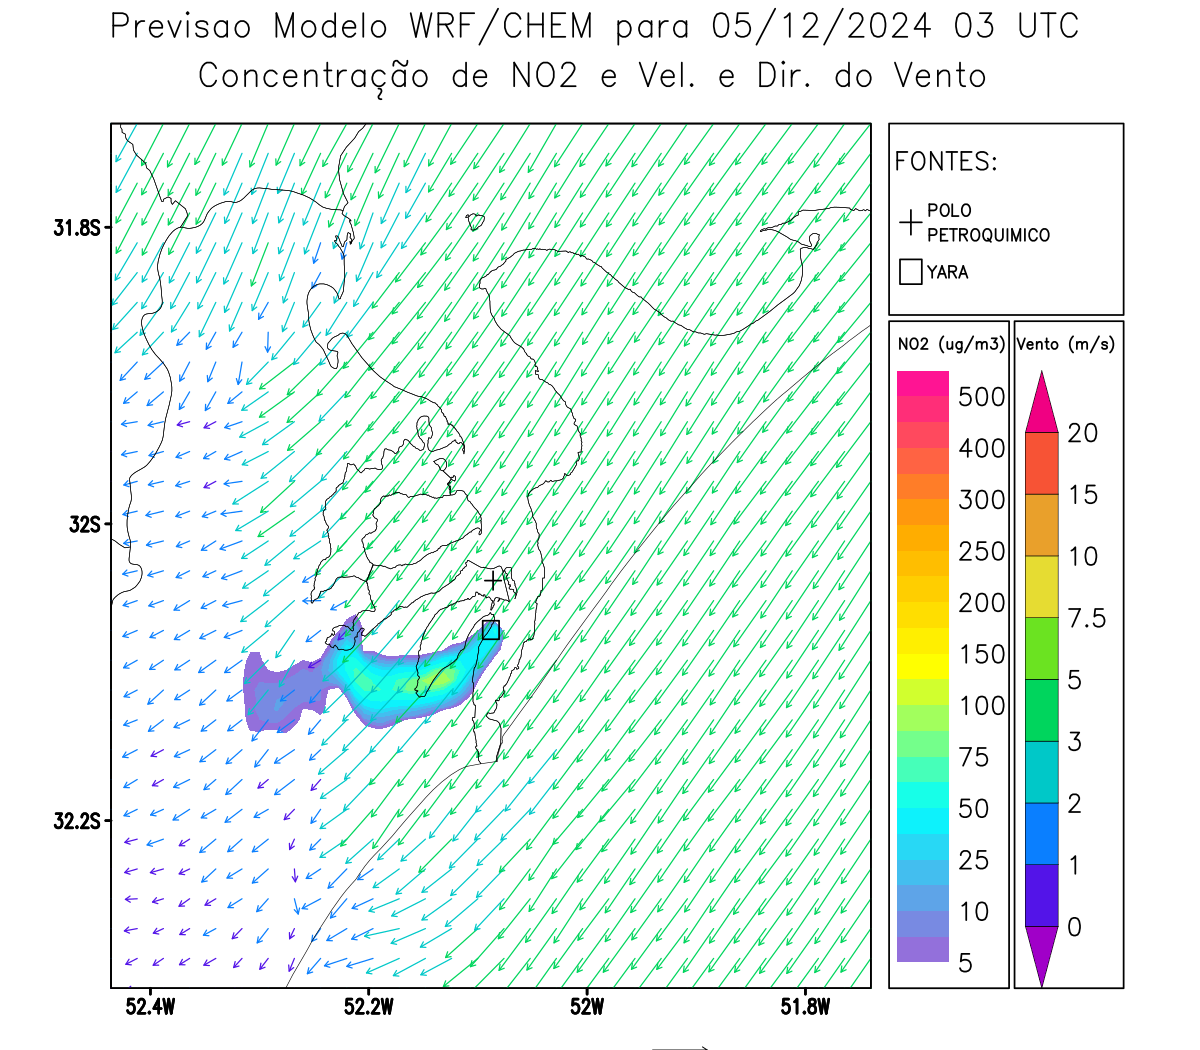 Previsao Modelo WRF/CHEM para 05/12/2024 03 UTC
Concentração de NO2 e Vel. e Dir. do Vento
FONTES:
POLO
PETROQUIMICO
YARA
NO2 (ug/m3)
500
400
300
250
200
150
100
75
50
25
10
5
Vento (m/s)
20
15
10
7.5
5
3
2
1
0
31.8S
32S
32.2S
52.4W
52.2W
52W
51.8W